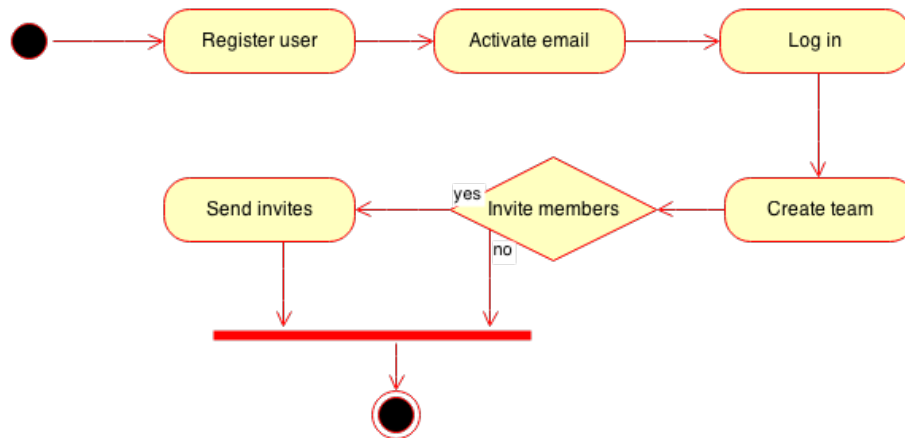 Register user
Activate email
Log in
Send invites
yes
Invite members
Create team
no